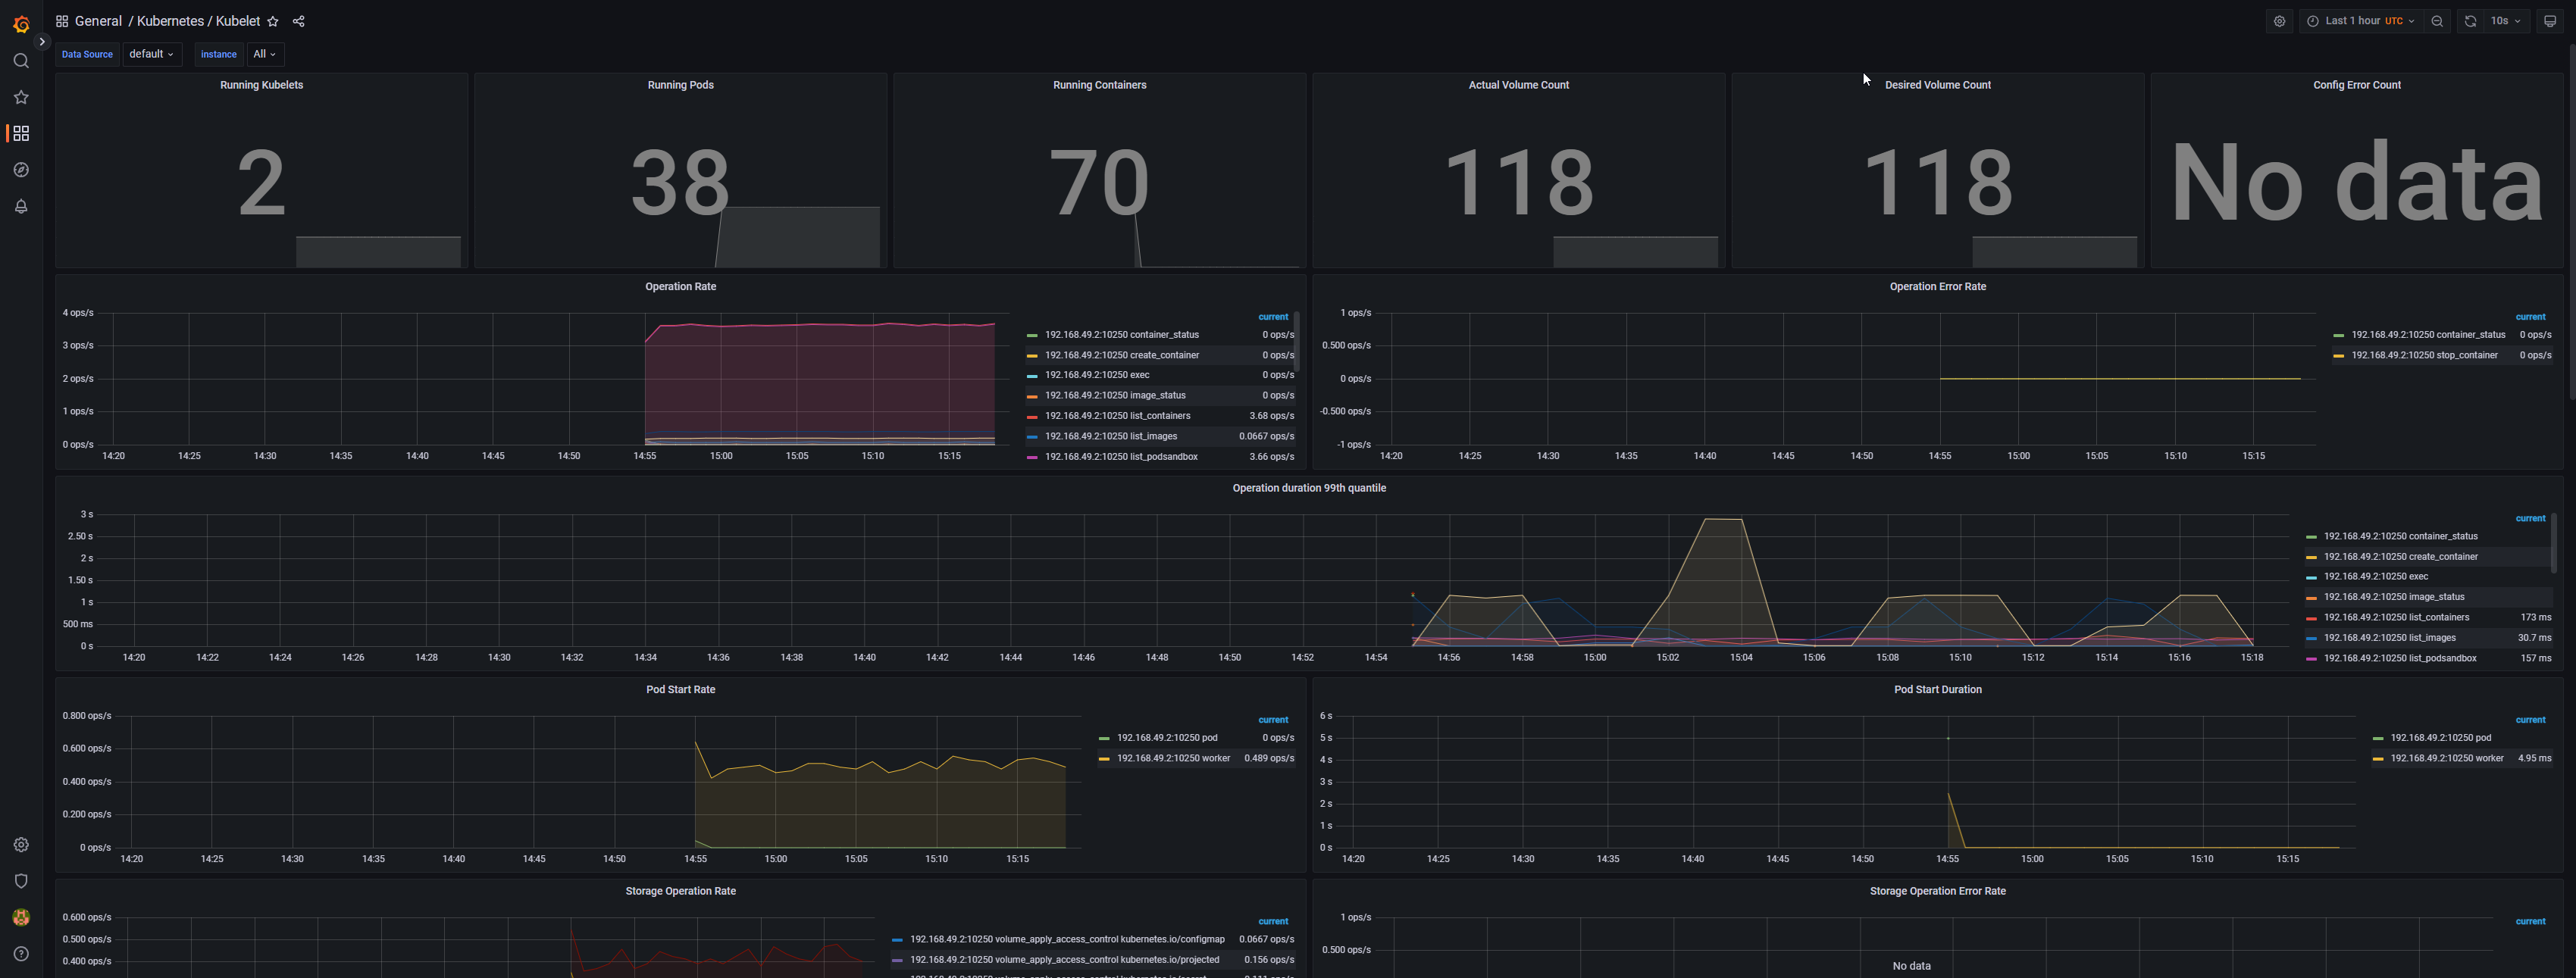 General / Kubernetes / Kubelet
Last 1 hour UTC
10s
Data Source default instance All
Running Kubelets
2
Running Pods
38
Running Containers
70
Actual Volume Count
118
Desired Volume Count
118
Config Error Count
No data
Operation Rate
4 ops/s
3 ops/s
2 ops/s
1 ops/s
0 ops/s
14:20 14:25 14:30 14:35 14:40 14:45 14:50 14:55 15:00 15:05 15:10 15:15
current
192.168.49.2:10250 container_status 0 ops/s
192.168.49.2:10250 create_container 0 ops/s
192.168.49.2:10250 exec 0 ops/s
192.168.49.2:10250 image_status 0 ops/s
192.168.49.2:10250 list_containers 3.68 ops/s
192.168.49.2:10250 list_images 0.0667 ops/s
192.168.49.2:10250 list_podsandbox 3.66 ops/s
Operation Error Rate
1 ops/s
0.500 ops/s
0 ops/s
-0.500 ops/s
-1 ops/s
14:20 14:25 14:30 14:35 14:40 14:45 14:50 14:55 15:00 15:05 15:10 15:15
current
192.168.49.2:10250 container_status 0 ops/s
192.168.49.2:10250 stop_container 0 ops/s
Operation duration 99th quantile
3 s
2.50 s
2 s
1.50 s
1 s
500 ms
0 s
14:20 14:22 14:24 14:26 14:28 14:30 14:32 14:34 14:36 14:38 14:40 14:42 14:44 14:46 14:48 14:50 14:52 14:54 14:56 14:58 15:00 15:02 15:04 15:06 15:08 15:10 15:12 15:14 15:16 15:18
current
192.168.49.2:10250 container_status
192.168.49.2:10250 create_container
192.168.49.2:10250 exec
192.168.49.2:10250 image_status
192.168.49.2:10250 list_containers 173 ms
192.168.49.2:10250 list_images 30.7 ms
192.168.49.2:10250 list_podsandbox 157 ms
Pod Start Rate
0.800 ops/s
0.600 ops/s
0.400 ops/s
0.200 ops/s
0 ops/s
14:20 14:25 14:30 14:35 14:40 14:45 14:50 14:55 15:00 15:05 15:10 15:15
current
192.168.49.2:10250 pod 0 ops/s
192.168.49.2:10250 worker 0.489 ops/s
Pod Start Duration
6 s
5 s
4 s
3 s
2 s
1 s
0 s
14:20 14:25 14:30 14:35 14:40 14:45 14:50 14:55 15:00 15:05 15:10 15:15
current
192.168.49.2:10250 pod
192.168.49.2:10250 worker 4.95 ms
Storage Operation Rate
0.600 ops/s
0.500 ops/s
0.400 ops/s
current
192.168.49.2:10250 volume_apply_access_control kubernetes.io/configmap 0.0667 ops/s
192.168.49.2:10250 volume_apply_access_control kubernetes.io/projected 0.156 ops/s
Storage Operation Error Rate
1 ops/s
0.500 ops/s
No data
current